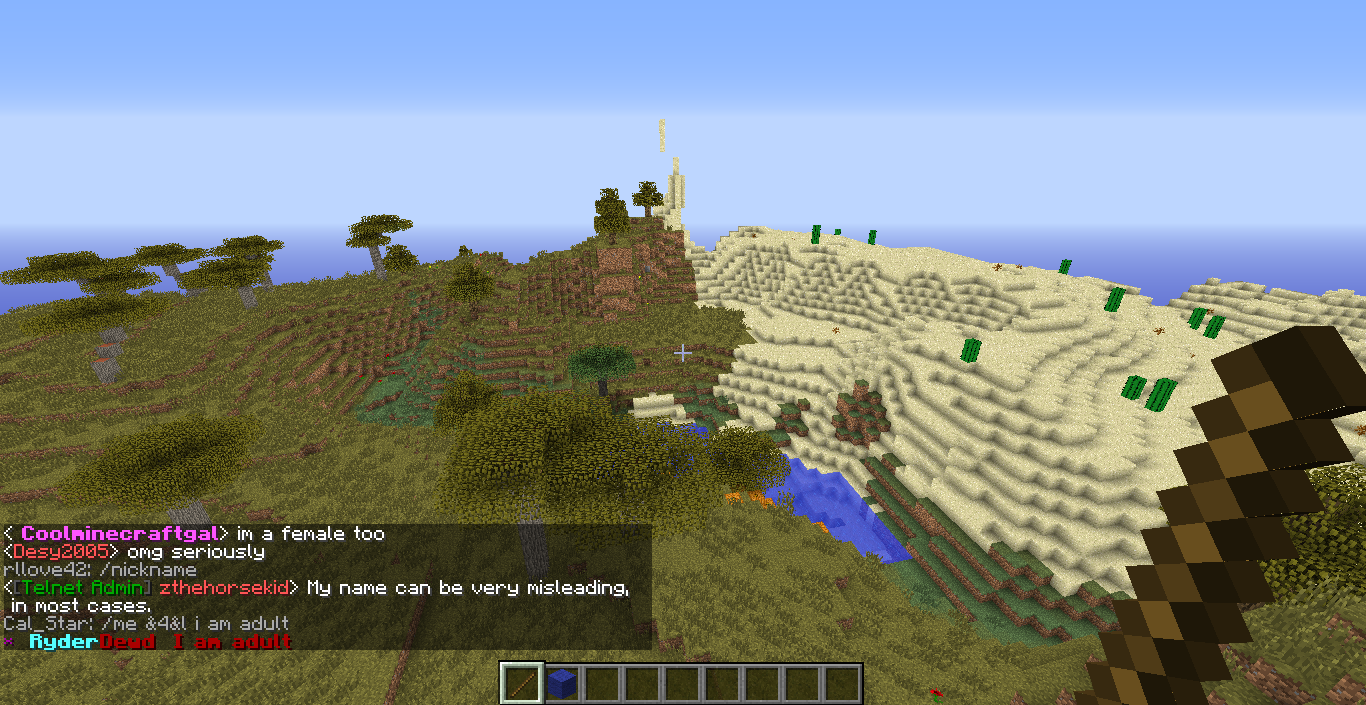 < Coolminecraftgal> im a female too
<Desy2005> omg seriously
rllove42: /nickname
<[Telnet Admin] zthehorsekid> My name can be very misleading,
in most cases.
Cal_Star: /me &4&l i am adult
* RyderDewd I am adult